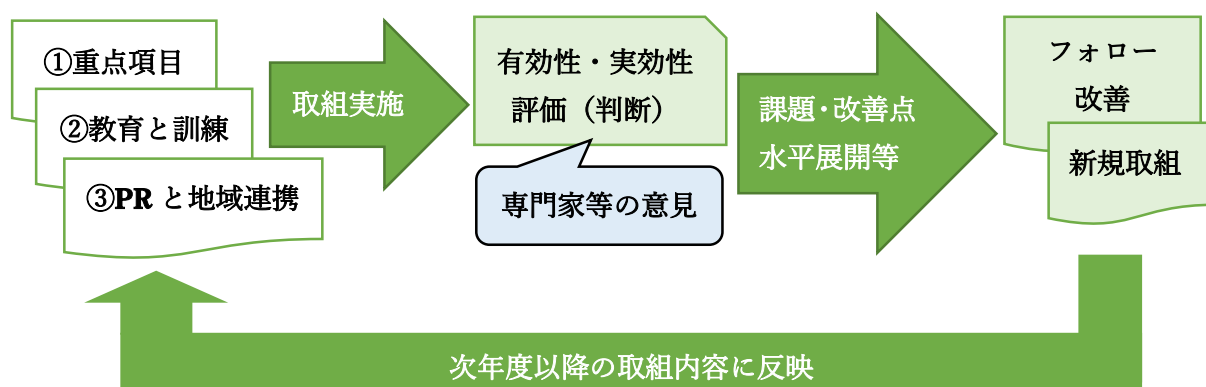 ①重点項目
②教育と訓練
③PRと地域連携
取組実施
有効性・実効性
評価（判断）
専門家等の意見
課題・改善点
水平展開等
フォロー
改善
新規取組
次年度以降の取組内容に反映